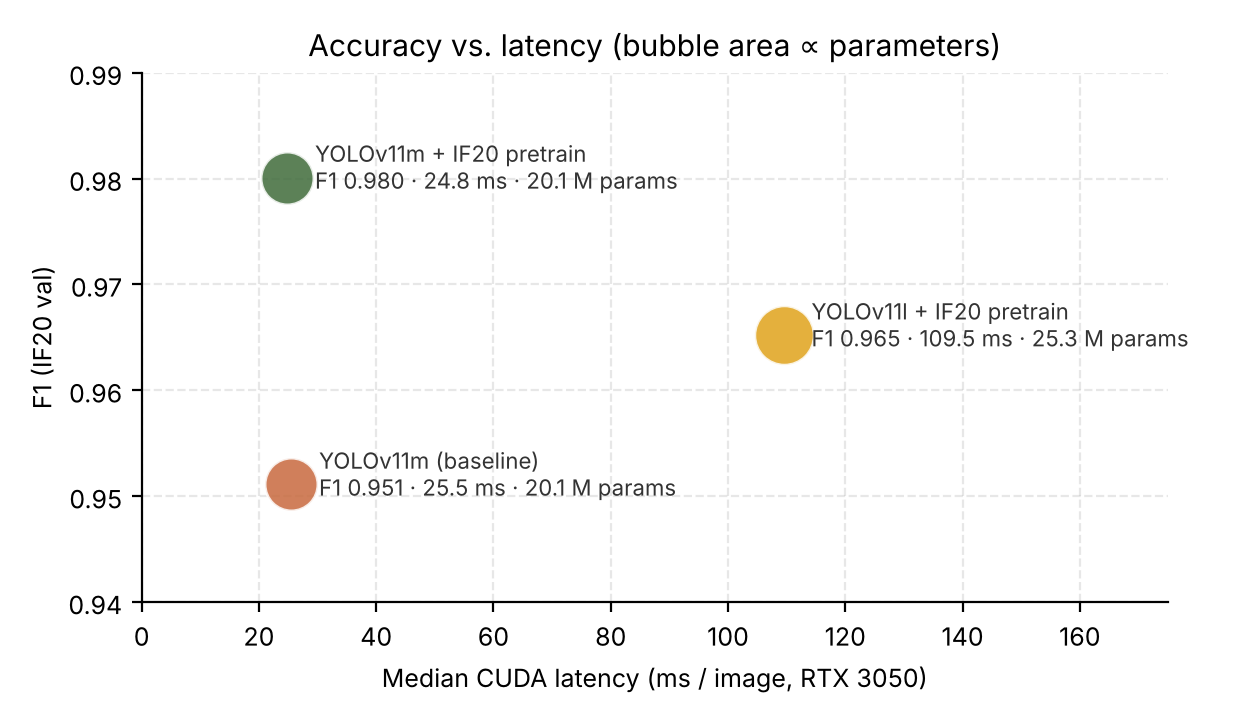 Accuracy vs. latency (bubble area ∝ parameters)
0.99
0.98
0.97
0.96
0.95
0.94
F1 (IF20 val)
YOLOv11m + IF20 pretrain
F1 0.980 · 24.8 ms · 20.1 M params
YOLOv11l + IF20 pretrain
F1 0.965 · 109.5 ms · 25.3 M params
YOLOv11m (baseline)
F1 0.951 · 25.5 ms · 20.1 M params
0 20 40 60 80 100 120 140 160
Median CUDA latency (ms / image, RTX 3050)